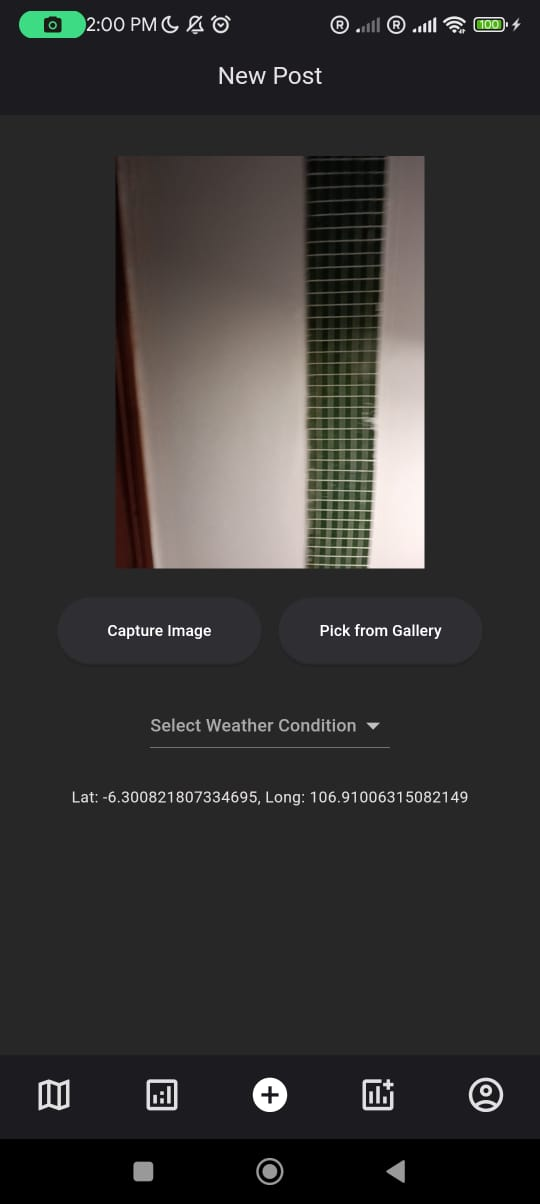 2:00 PM R R 100
New Post
Capture Image Pick from Gallery
Select Weather Condition
Lat: -6.300821807334695, Long: 106.91006315082149